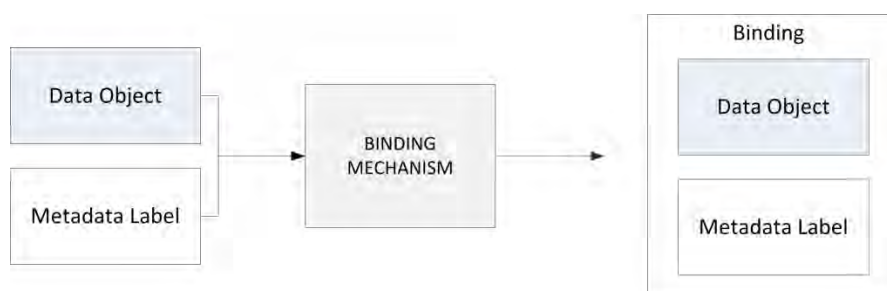 Data Object
Metadata Label
BINDING
MECHANISM
Binding
Data Object
Metadata Label